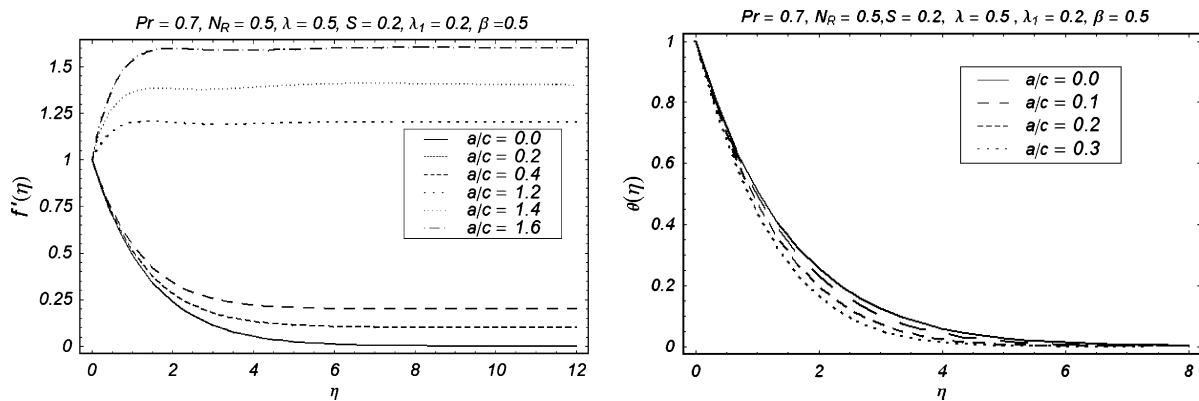 Pr = 0.7, N_R = 0.5, λ = 0.5, S = 0.2, λ₁ = 0.2, β = 0.5
f'(η)
1.5
1.25
1
0.75
0.5
0.25
0
a/c = 0.0
a/c = 0.2
a/c = 0.4
a/c = 1.2
a/c = 1.4
a/c = 1.6
0 2 4 6 8 10 12
η
Pr = 0.7, N_R = 0.5, S = 0.2, λ = 0.5, λ₁ = 0.2, β = 0.5
θ(η)
1
0.8
0.6
0.4
0.2
0
a/c = 0.0
a/c = 0.1
a/c = 0.2
a/c = 0.3
0 2 4 6 8
η